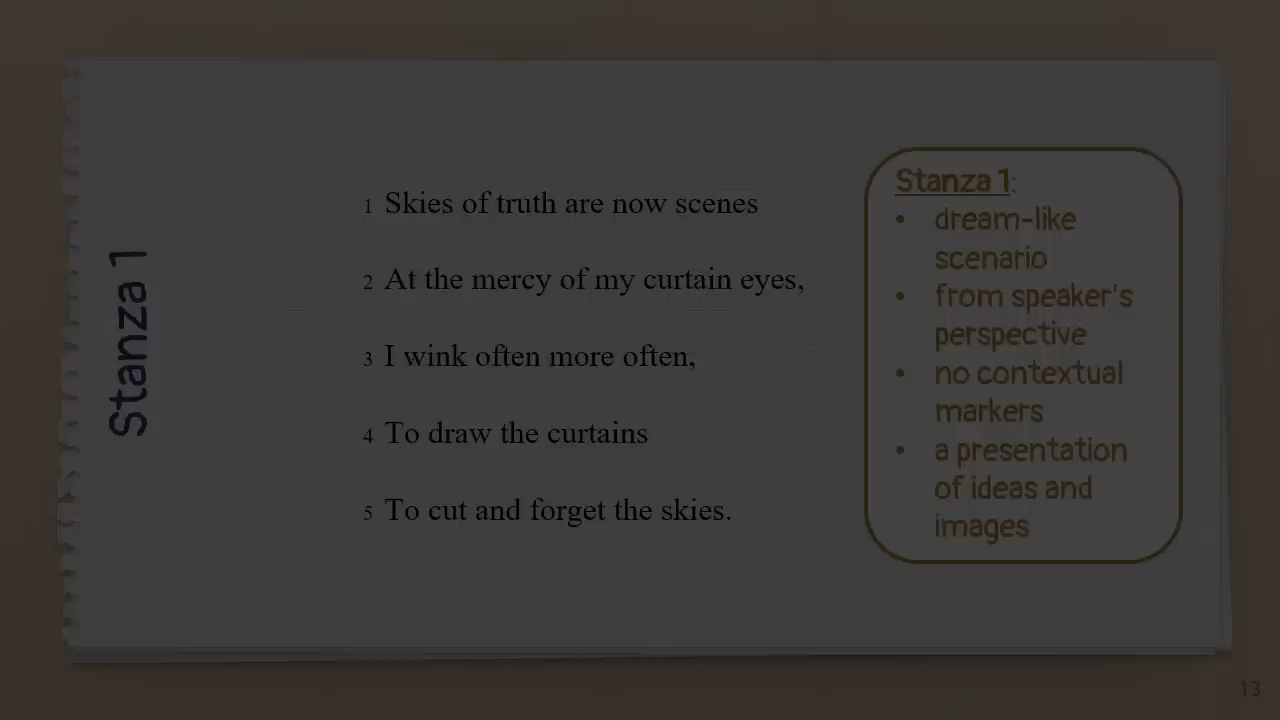 Stanza 1
1 Skies of truth are now scenes
2 At the mercy of my curtain eyes,
3 I wink often more often,
4 To draw the curtains
5 To cut and forget the skies.
Stanza 1:
• dream-like
scenario
• from speaker's
perspective
• no contextual
markers
• a presentation
of ideas and
images
13